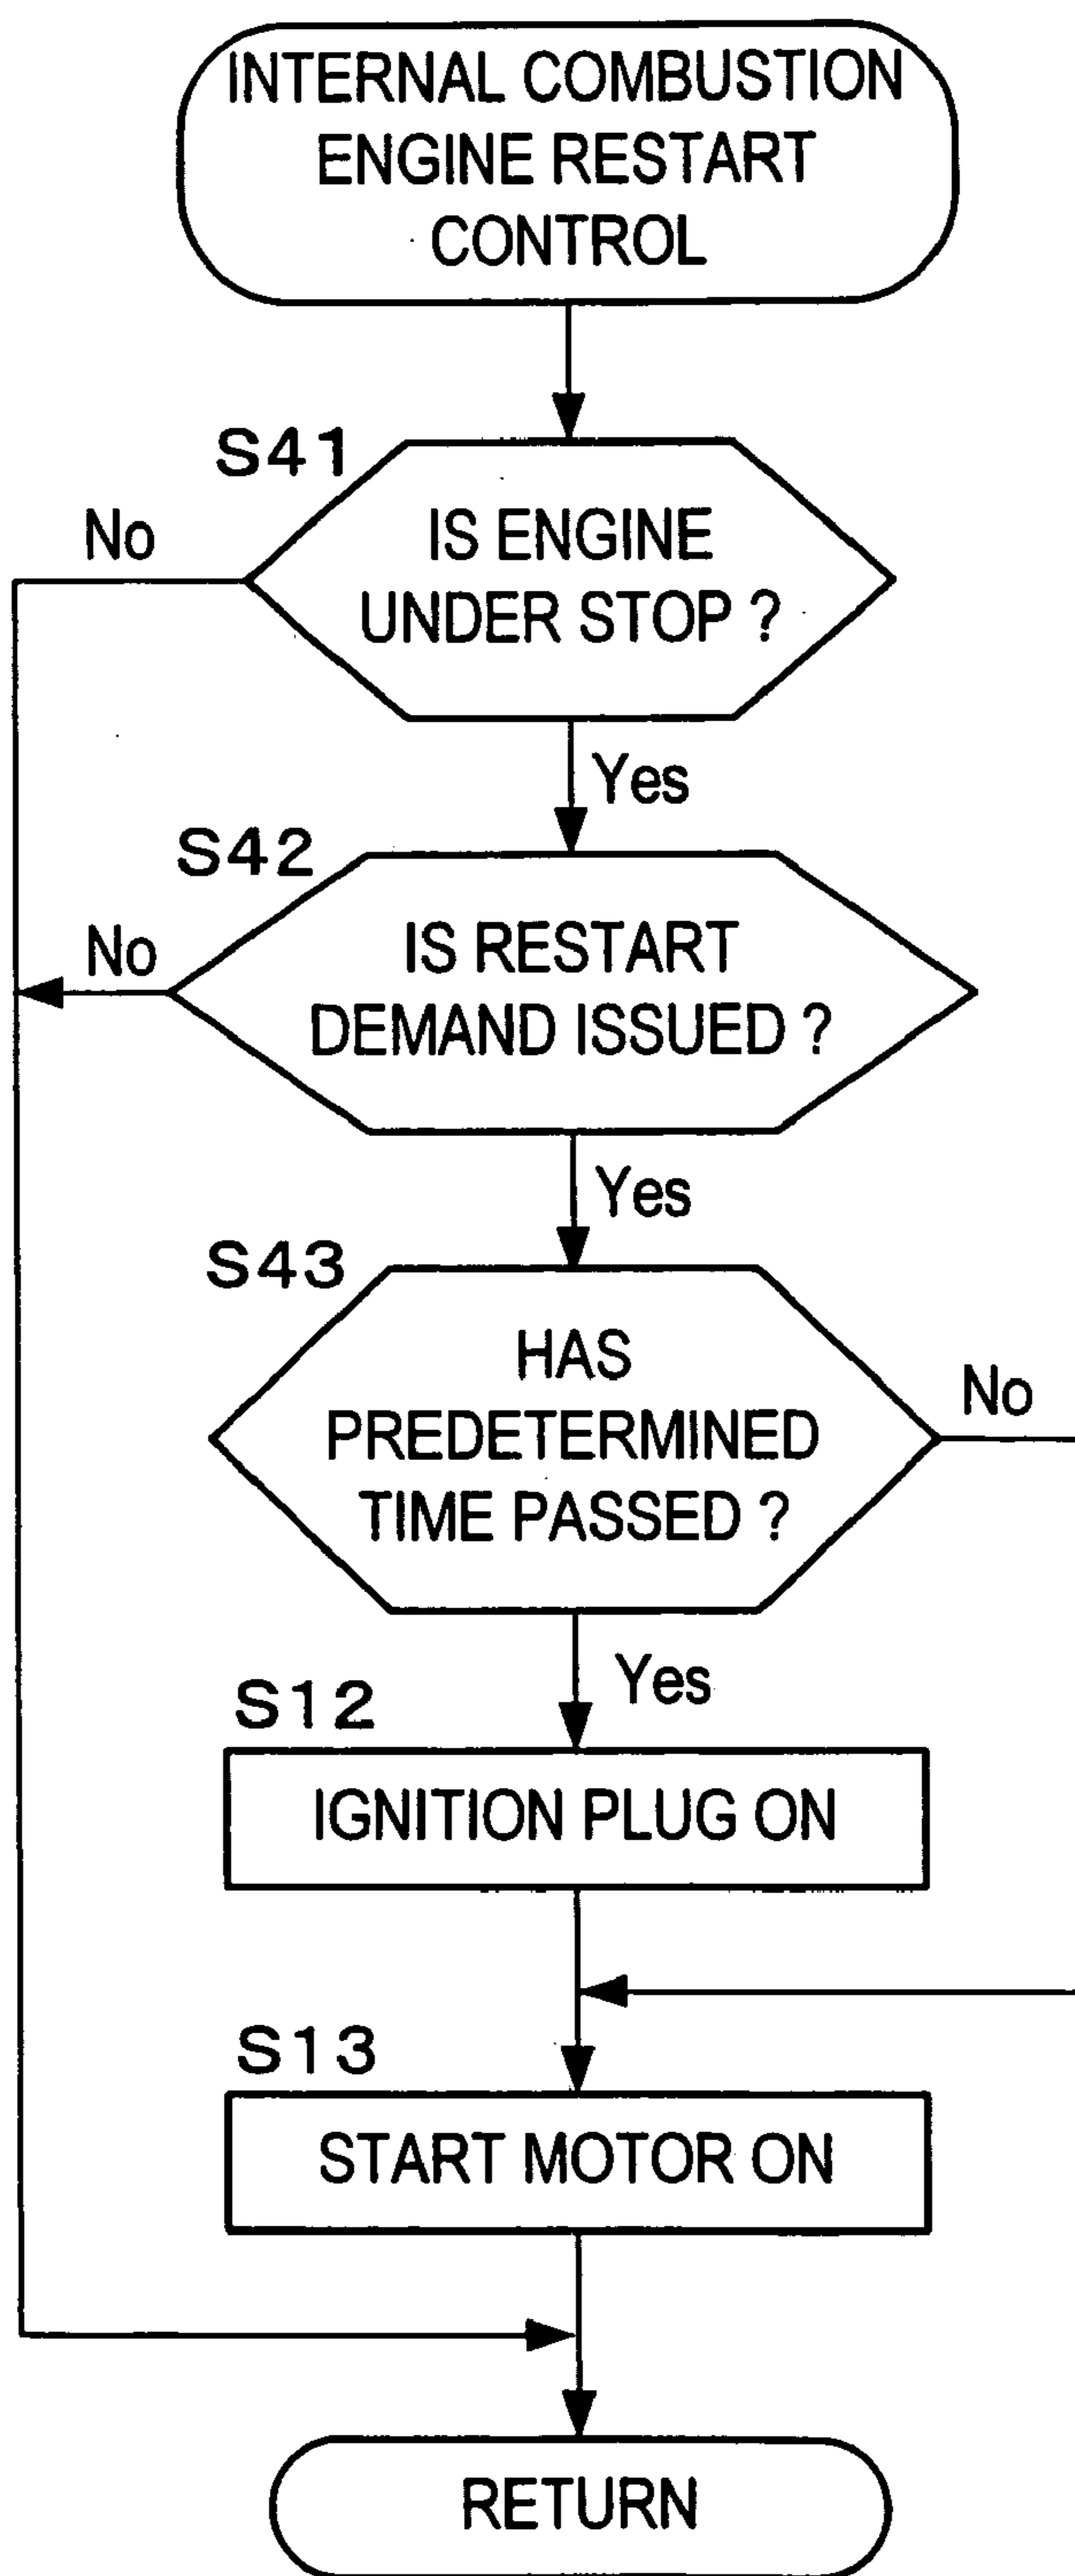 INTERNAL COMBUSTION
ENGINE RESTART
CONTROL
S41
No
IS ENGINE
UNDER STOP ?
Yes
S42
No
IS RESTART
DEMAND ISSUED ?
Yes
S43
HAS
PREDETERMINED
TIME PASSED ?
No
Yes
S12
IGNITION PLUG ON
S13
START MOTOR ON
RETURN